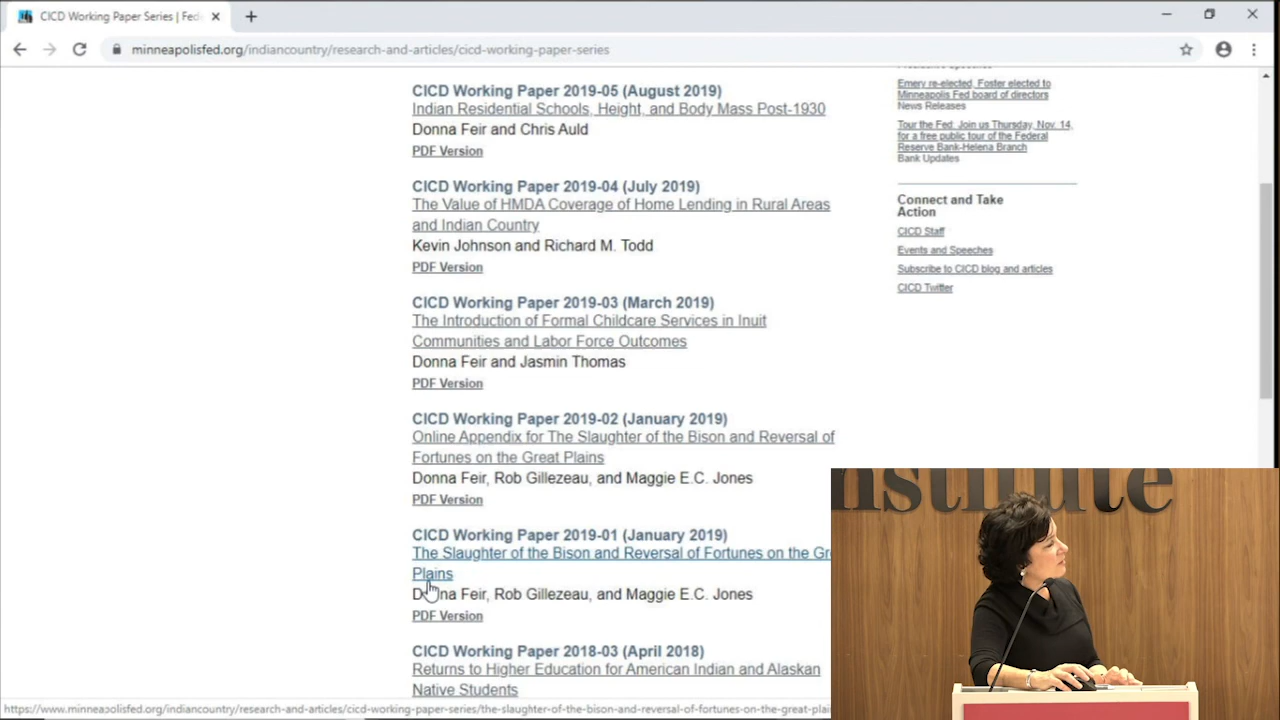 CICD Working Paper Series | Fed
minneapolisfed.org/indiancountry/research-and-articles/cicd-working-paper-series
CICD Working Paper 2019-05 (August 2019)
Indian Residential Schools, Height, and Body Mass Post-1930
Donna Feir and Chris Auld
PDF Version
CICD Working Paper 2019-04 (July 2019)
The Value of HMDA Coverage of Home Lending in Rural Areas
and Indian Country
Kevin Johnson and Richard M. Todd
PDF Version
CICD Working Paper 2019-03 (March 2019)
The Introduction of Formal Childcare Services in Inuit
Communities and Labor Force Outcomes
Donna Feir and Jasmin Thomas
PDF Version
CICD Working Paper 2019-02 (January 2019)
Online Appendix for The Slaughter of the Bison and Reversal of
Fortunes on the Great Plains
Donna Feir, Rob Gillezeau, and Maggie E.C. Jones
PDF Version
CICD Working Paper 2019-01 (January 2019)
The Slaughter of the Bison and Reversal of Fortunes on the Gre
Plains
Donna Feir, Rob Gillezeau, and Maggie E.C. Jones
PDF Version
CICD Working Paper 2018-03 (April 2018)
Returns to Higher Education for American Indian and Alaskan
Native Students
Emery re-elected, Foster elected to
Minneapolis Fed board of directors
News Releases
Tour the Fed: Join us Thursday, Nov. 14,
for a free public tour of the Federal
Reserve Bank-Helena Branch
Bank Updates
Connect and Take
Action
CICD Staff
Events and Speeches
Subscribe to CICD blog and articles
CICD Twitter
nstitute
https://www.minneapolisfed.org/indiancountry/research-and-articles/cicd-working-paper-series/the-slaughter-of-the-bison-and-reversal-of-fortunes-on-the-great-plai